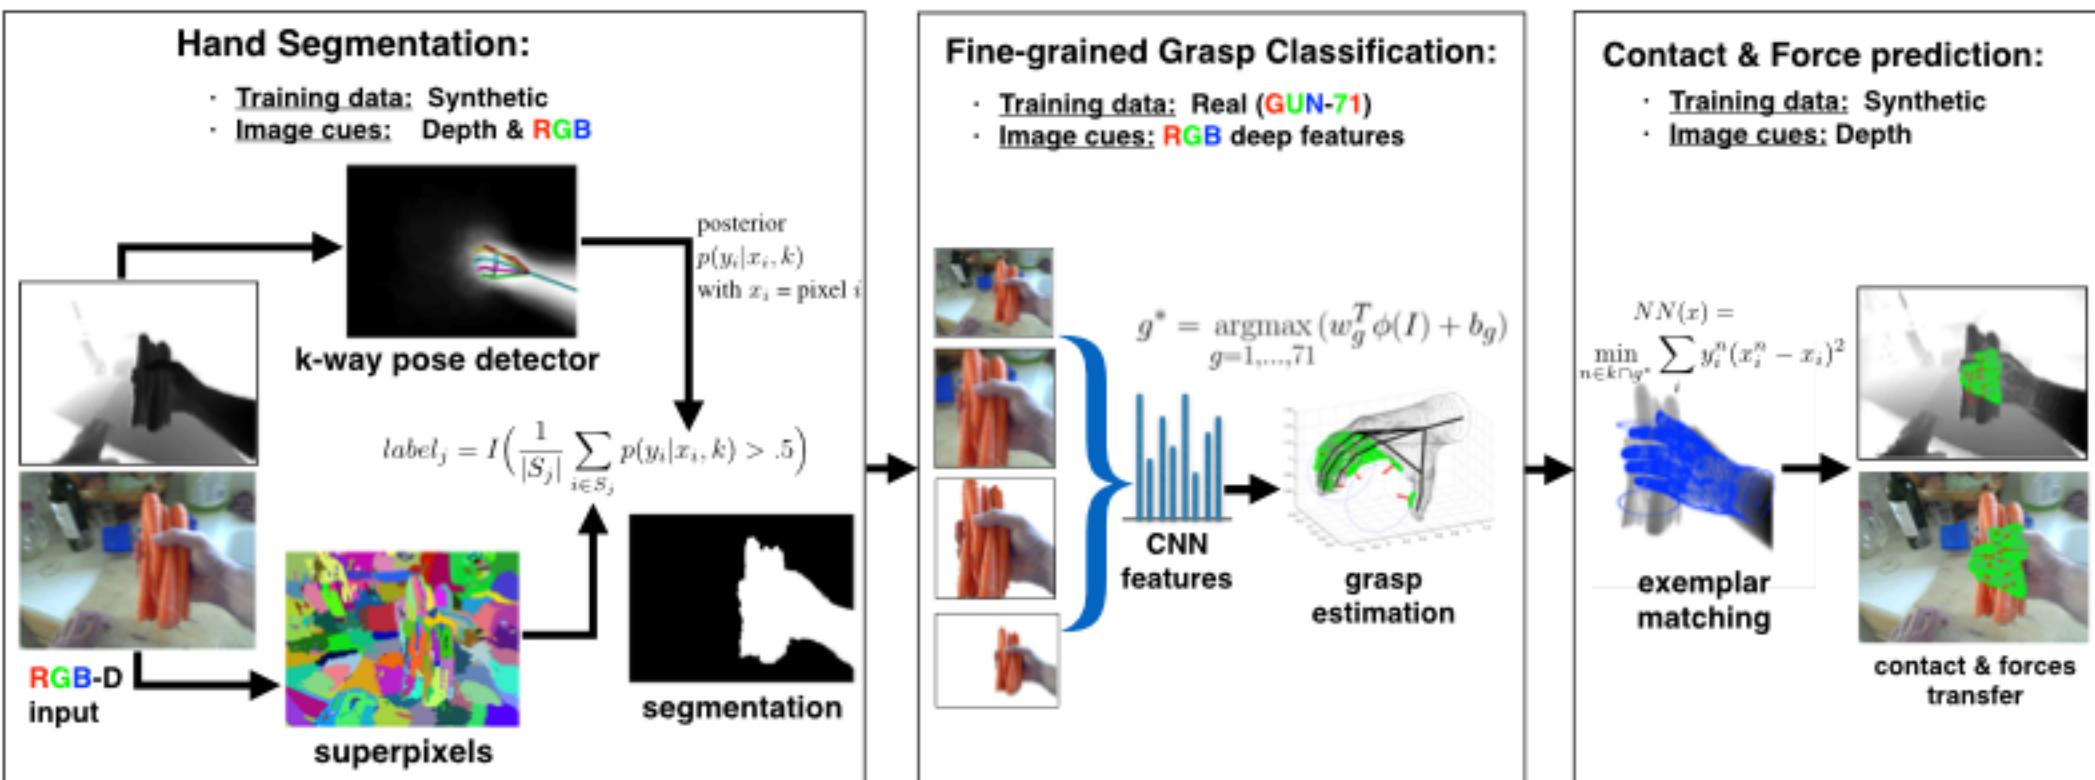 Hand Segmentation:
· Training data: Synthetic
· Image cues: Depth & RGB
posterior
p(y_i|x_i, k)
with x_i = pixel i
k-way pose detector
label_j = I(1/|S_j| ∑_{i∈S_j} p(y_i|x_i, k) > .5)
RGB-D
input
superpixels
segmentation
Fine-grained Grasp Classification:
· Training data: Real (GUN-71)
· Image cues: RGB deep features
g* = argmax_{g=1,...,71} (w_g^T ϕ(I) + b_g)
CNN
features
grasp
estimation
Contact & Force prediction:
· Training data: Synthetic
· Image cues: Depth
NN(x) =
min_{n∈k∩g*} ∑_i y_i^n (x_i^n − x_i)^2
exemplar
matching
contact & forces
transfer